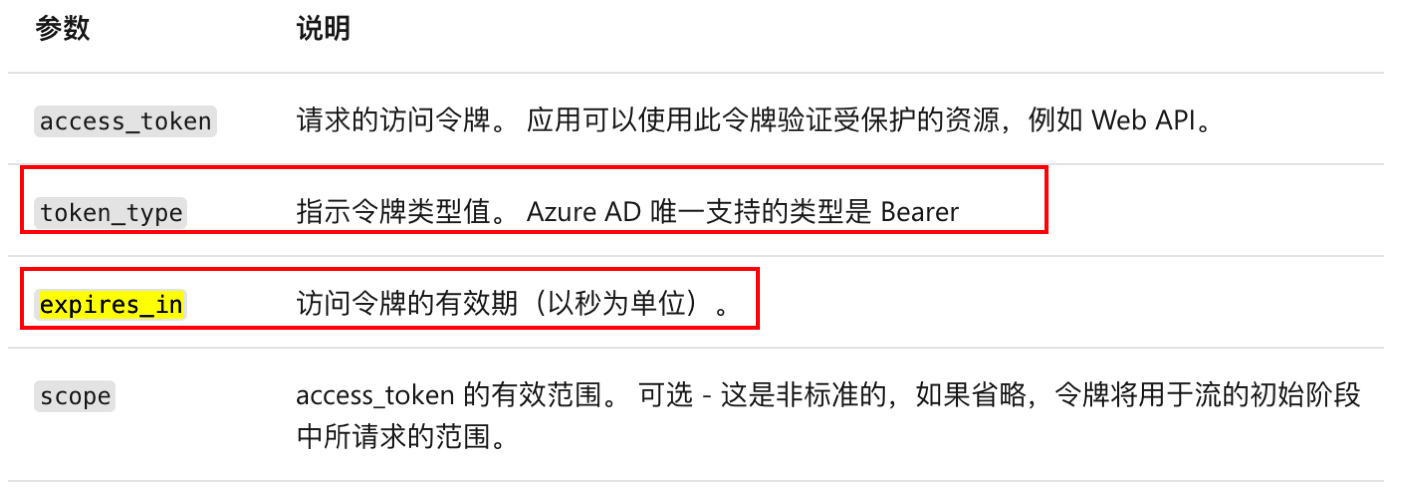 参数 说明
access_token 请求的访问令牌。 应用可以使用此令牌验证受保护的资源，例如 Web API。
token_type 指示令牌类型值。 Azure AD 唯一支持的类型是 Bearer
expires_in 访问令牌的有效期（以秒为单位）。
scope access_token 的有效范围。 可选 - 这是非标准的，如果省略，令牌将用于流的初始阶段
中所请求的范围。